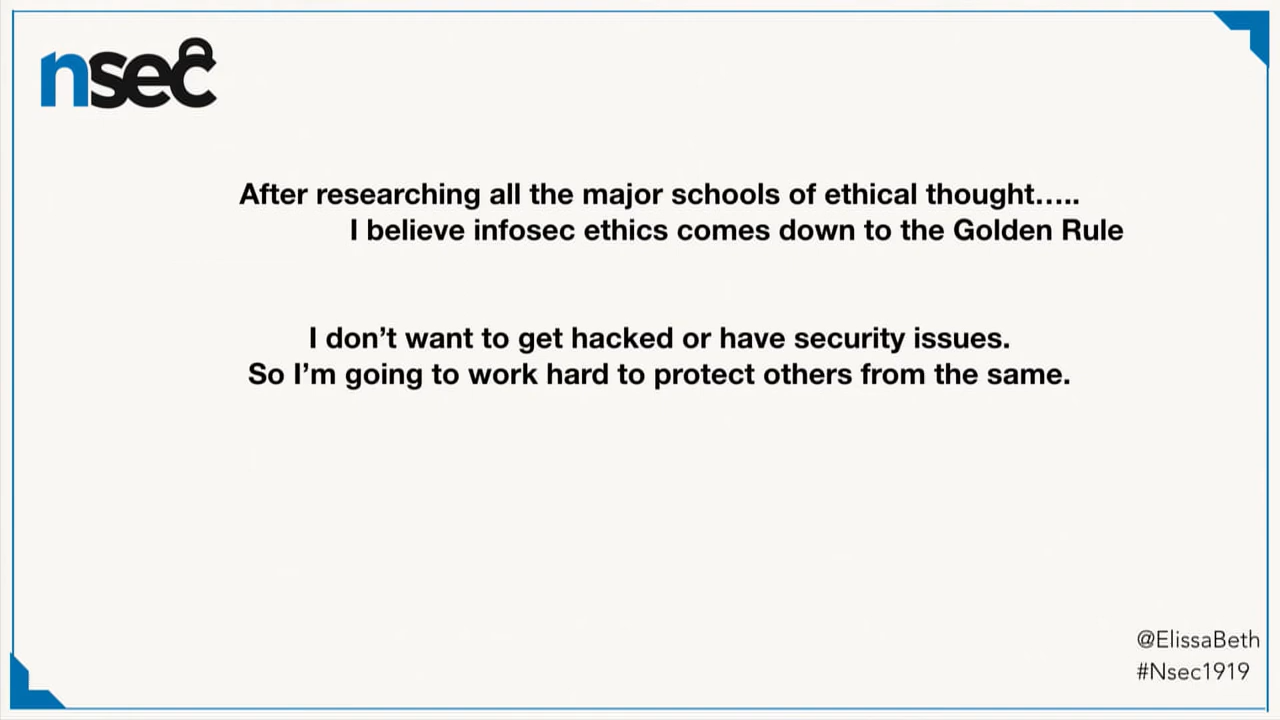 nsec
After researching all the major schools of ethical thought.....
I believe infosec ethics comes down to the Golden Rule
I don’t want to get hacked or have security issues.
So I’m going to work hard to protect others from the same.
@ElissaBeth
#Nsec1919